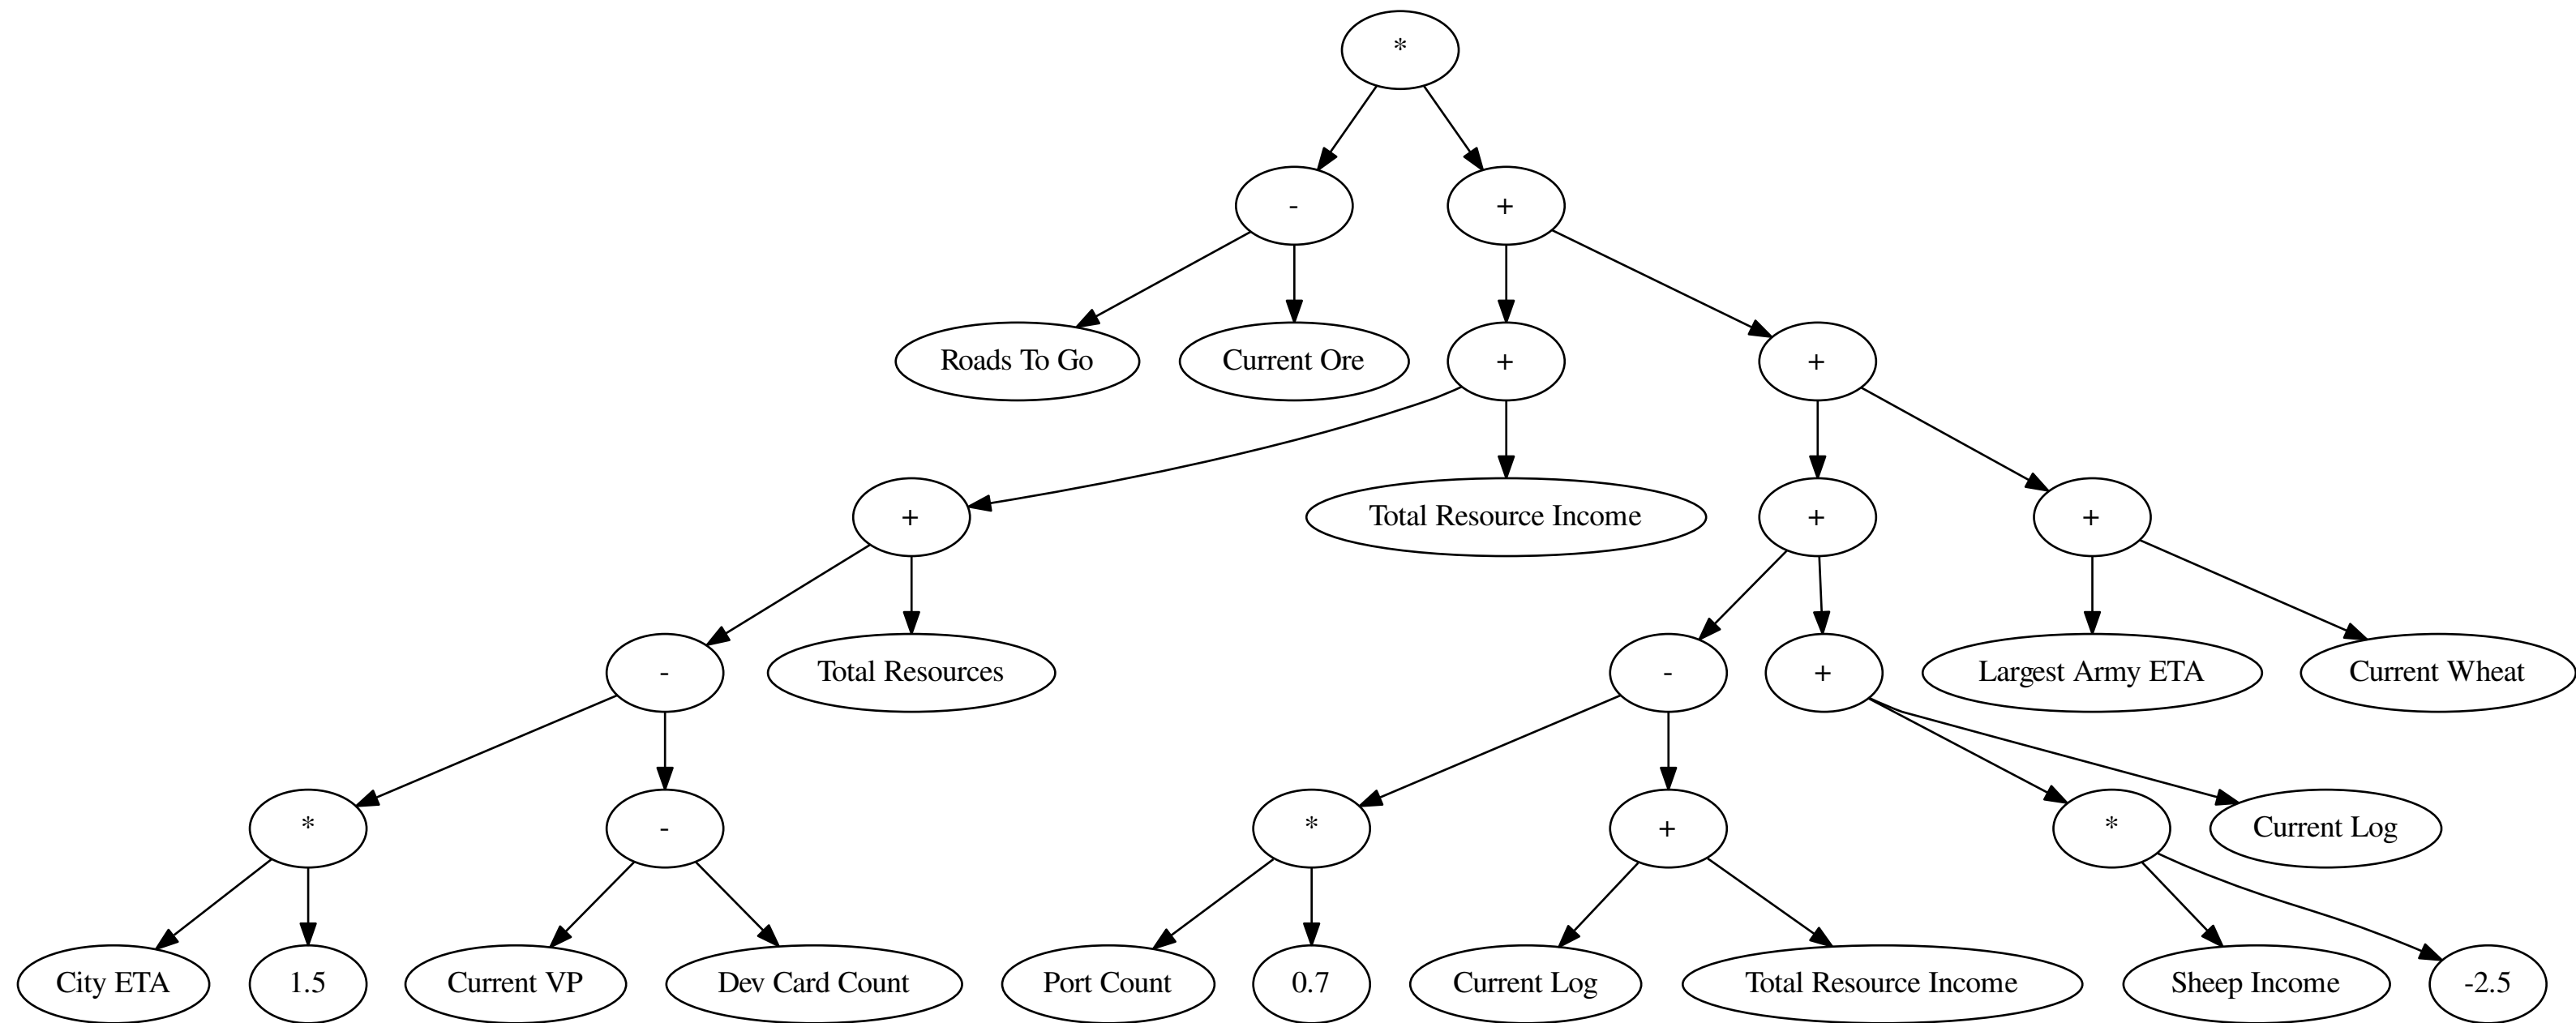 *
-
+
Roads To Go
Current Ore
+
+
+
Total Resource Income
+
+
-
Total Resources
-
+
Largest Army ETA
Current Wheat
*
-
*
+
*
Current Log
City ETA
1.5
Current VP
Dev Card Count
Port Count
0.7
Current Log
Total Resource Income
Sheep Income
-2.5